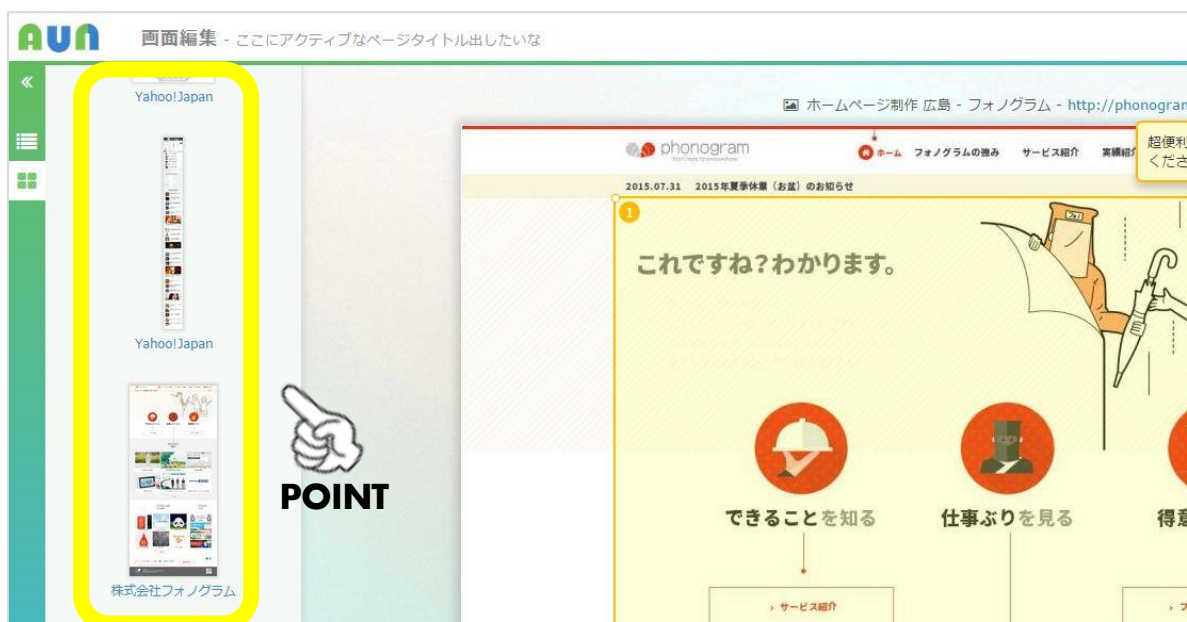 AUN
画面編集 - ここにアクティブなページタイトル出したいな
«
Yahoo!Japan
Yahoo!Japan
株式会社フォノグラム
POINT
ホームページ制作 広島 - フォノグラム - http://phonogram
phonogram
ホーム フォノグラムの強み サービス紹介 実績紹介
超便利
くださ
2015.07.31 2015年夏季休業（お盆）のお知らせ
1
これですね?わかります。
できることを知る
仕事ぶりを見る
得意
› サービス紹介
› フ